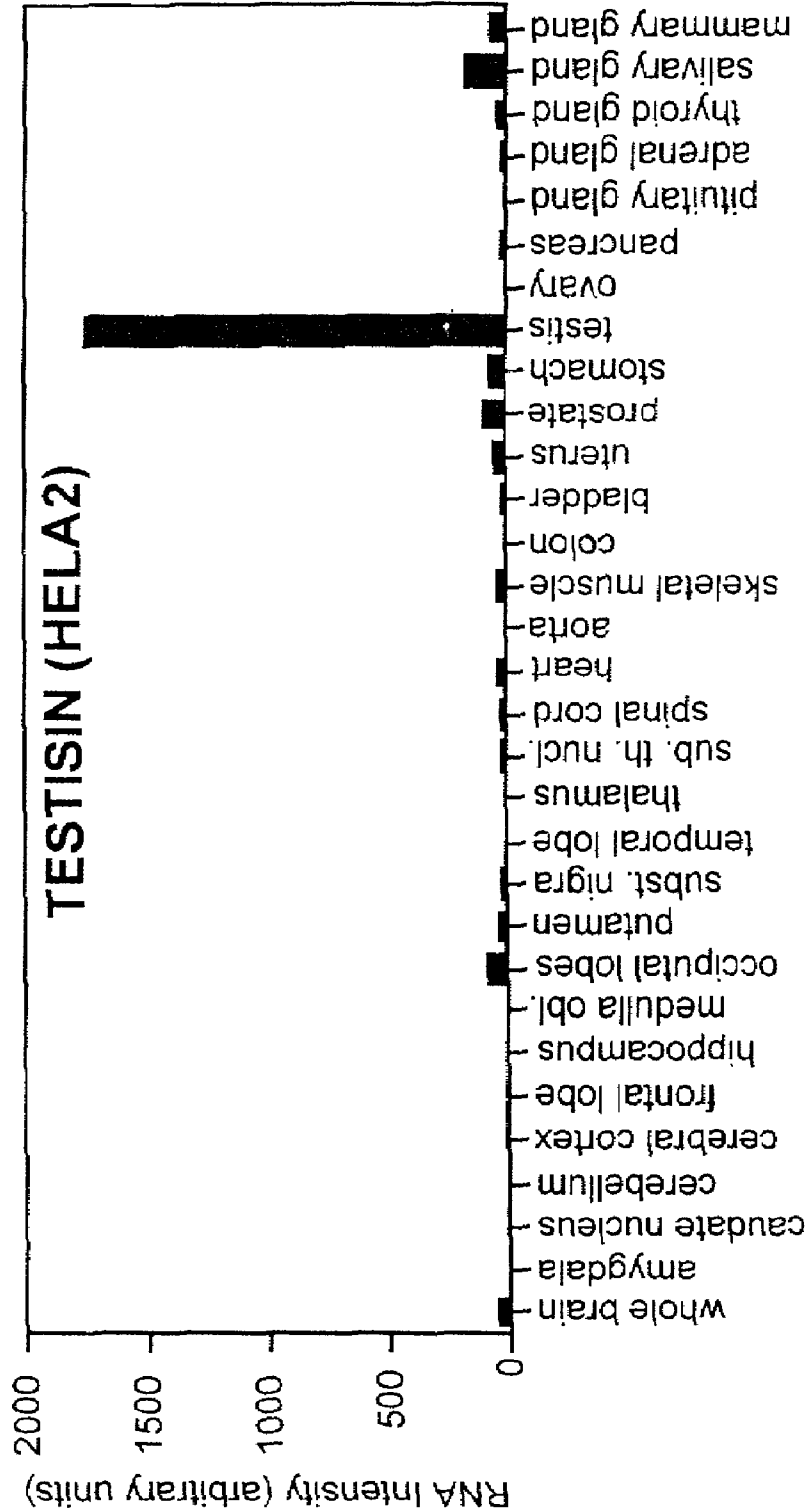 TESTISIN (HELA2)
RNA Intensity (arbitrary units)
2000
1500
1000
500
0
whole brain
amygdala
caudate nucleus
cerebellum
cerebral cortex
frontal lobe
hippocampus
medulla obl.
occiputal lobes
putamen
subst. nigra
temporal lobe
thalamus
sub. th. nucl.
spinal cord
heart
aorta
skeletal muscle
colon
bladder
uterus
prostate
stomach
testis
ovary
pancreas
pituitary gland
adrenal gland
thyroid gland
salivary gland
mammary gland